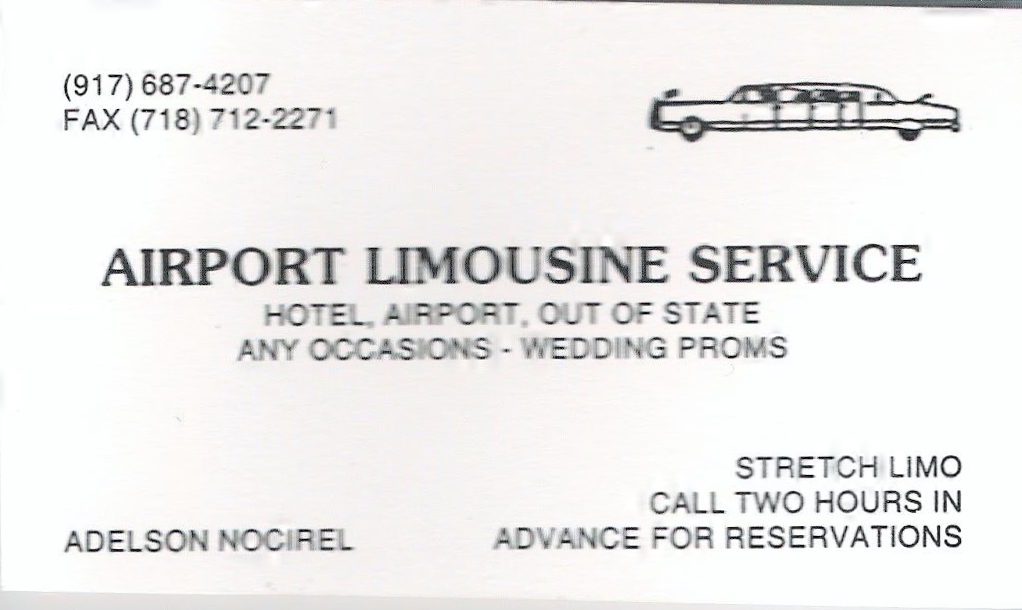 (917) 687-4207
FAX (718) 712-2271
AIRPORT LIMOUSINE SERVICE
HOTEL, AIRPORT, OUT OF STATE
ANY OCCASIONS - WEDDING PROMS
STRETCH LIMO
CALL TWO HOURS IN
ADVANCE FOR RESERVATIONS
ADELSON NOCIREL